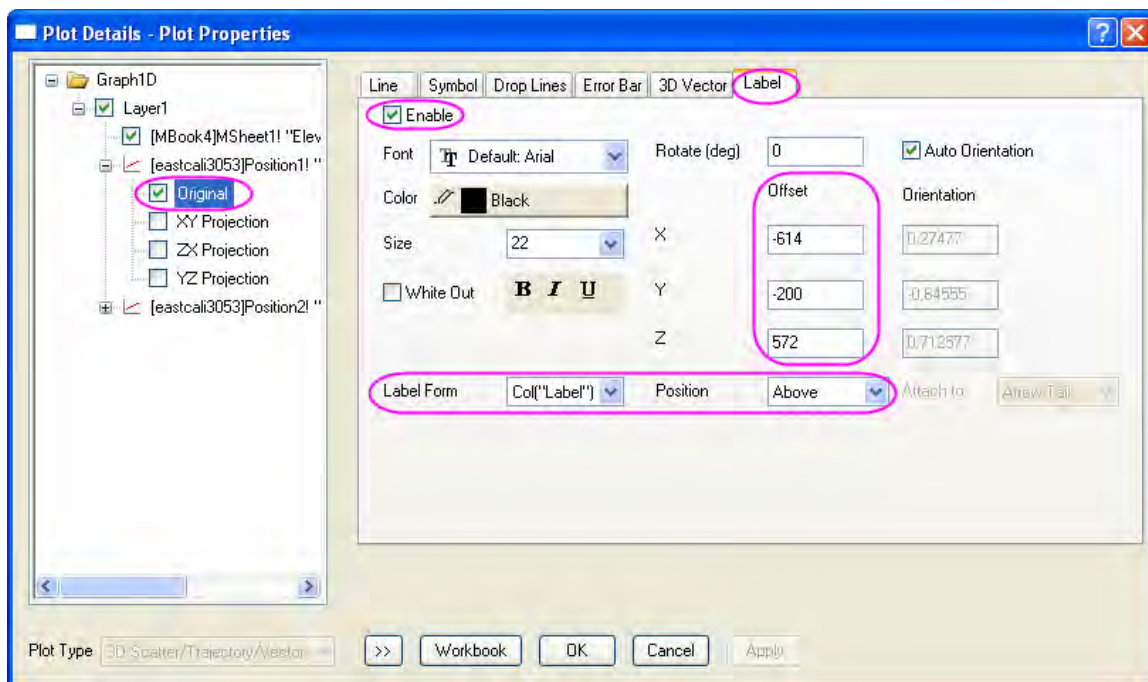 Plot Details - Plot Properties
Graph1D
Layer1
[MBook4]MSheet1! "Elev
[eastcali3053]Position1! "
Original
XY Projection
ZX Projection
YZ Projection
[eastcali3053]Position2! "
Line Symbol Drop Lines Error Bar 3D Vector Label
Enable
Font Default: Arial Rotate (deg) 0 Auto Orientation
Color Black Offset Orientation
Size 22 X -614 0.27477
White Out B I U Y -200 -0.64555
Z 572 0.712577
Label Form Col("Label") Position Above Attach to
Plot Type 3D Scatter/Trajectory/Vector >> Workbook OK Cancel Apply